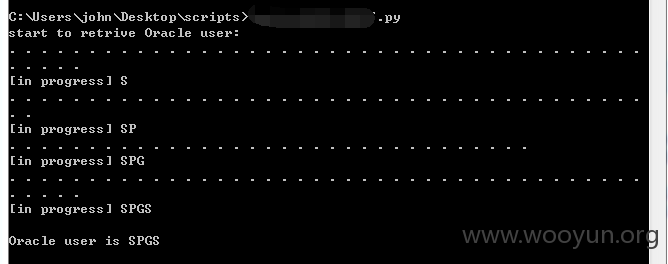 C:\Users\john\Desktop\scripts> .py
start to retrive Oracle user:
- - - - - - - - - - - - - - - - - - - - - - - - - - - - - - - - - - - - - - - -
- - - - -
[in progress] S
- - - - - - - - - - - - - - - - - - - - - - - - - - - - - - - - - - - - - - - -
- -
[in progress] SP
- - - - - - - - - - - - - - - - - - - - - - - - - - - - - - - - -
[in progress] SPG
- - - - - - - - - - - - - - - - - - - - - - - - - - - - - - - - - - - - - - - -
- - - - -
[in progress] SPGS
Oracle user is SPGS
www.wooyun.org